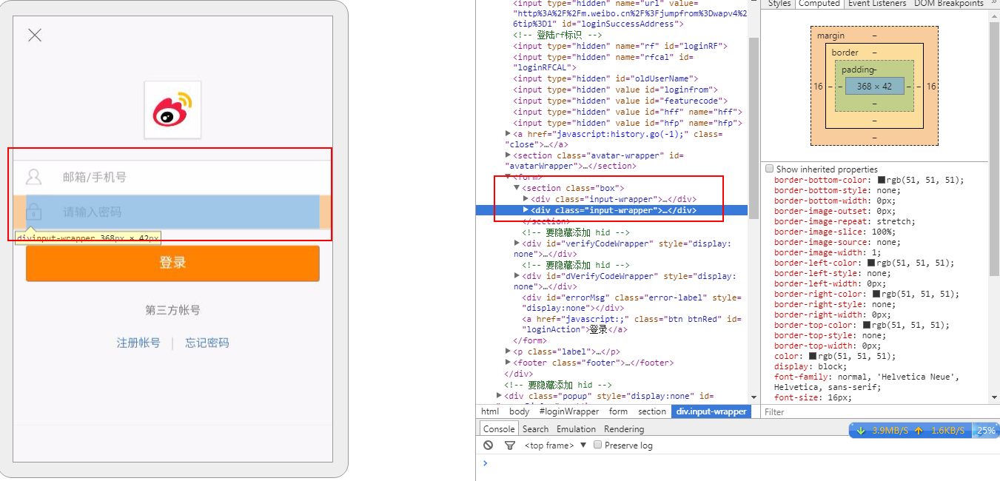 邮箱/手机号
请输入密码
div.input-wrapper 368px × 42px
登录
第三方帐号
注册帐号 | 忘记密码
<input type="hidden" name="url" value=
"http%3A%2F%2Fm.weibo.cn%2F%3Fjumpfrom%3Dwapv4%2
6tip%3D1" id="loginSuccessAddress">
<!-- 登陆rf标识 -->
<input type="hidden" name="rf" id="loginRF">
<input type="hidden" name="rfcal" id=
"loginRFCAL">
<input type="hidden" id="oldUserName">
<input type="hidden" value id="loginfrom">
<input type="hidden" value id="featurecode">
<input type="hidden" value id="hff" name="hff">
<input type="hidden" value id="hfp" name="hfp">
▶<a href="javascript:history.go(-1);" class=
"close">…</a>
▶<section class="avatar-wrapper" id=
"avatarWrapper">…</section>
▼<form>
▼<section class="box">
▶<div class="input-wrapper">…</div>
▶<div class="input-wrapper">…</div>
</section>
<!-- 要隐藏添加 hid -->
▶<div id="verifyCodeWrapper" style="display:
none">…</div>
<!-- 要隐藏添加 hid -->
▶<div id="dVerifyCodeWrapper" style="display:
none">…</div>
<div id="errorMsg" class="error-label" style=
"display:none"></div>
<a href="javascript:;" class="btn btnRed" id=
"loginAction">登录</a>
</form>
▶<p class="label">…</p>
▶<footer class="footer">…</footer>
</div>
<!-- 要隐藏添加 hid -->
▶<div class="popup" style="display:none" id=
html body #loginWrapper form section div.input-wrapper
Console Search Emulation Rendering
<top frame> ▼ Preserve log
>
Styles Computed Event Listeners DOM Breakpoints »
margin –
border –
padding –
16 – – 368 × 42 – – 16
–
–
–
Show inherited properties
border-bottom-color: rgb(51, 51, 51);
border-bottom-style: none;
border-bottom-width: 0px;
border-image-outset: 0px;
border-image-repeat: stretch;
border-image-slice: 100%;
border-image-source: none;
border-image-width: 1;
border-left-color: rgb(51, 51, 51);
border-left-style: none;
border-left-width: 0px;
border-right-color: rgb(51, 51, 51);
border-right-style: none;
border-right-width: 0px;
border-top-color: rgb(51, 51, 51);
border-top-style: none;
border-top-width: 0px;
color: rgb(51, 51, 51);
display: block;
font-family: normal, 'Helvetica Neue',
Helvetica, sans-serif;
font-size: 16px;
Filter
3.9MB/S 1.6KB/S 25%